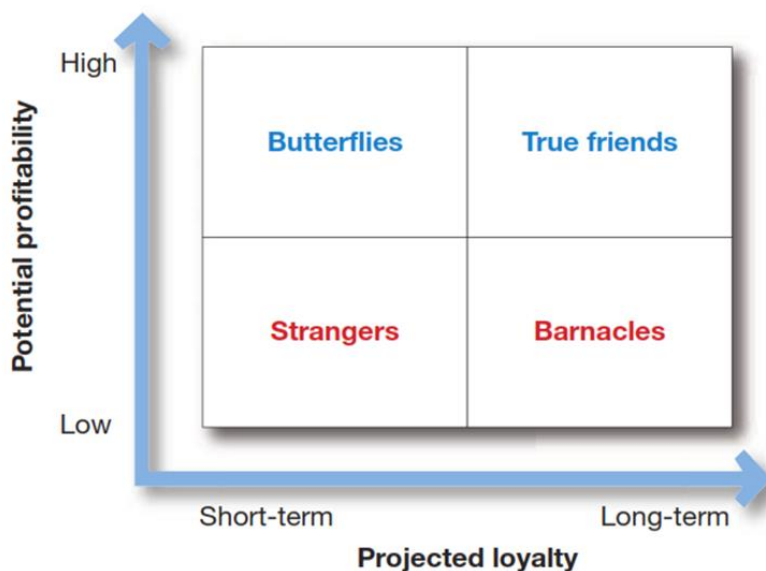 High
Potential profitability
Butterflies
True friends
Strangers
Barnacles
Low
Short-term
Long-term
Projected loyalty